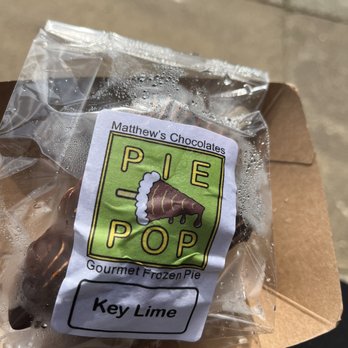 Matthew's Chocolates
PIE
POP
Gourmet Frozen Pie
Key Lime